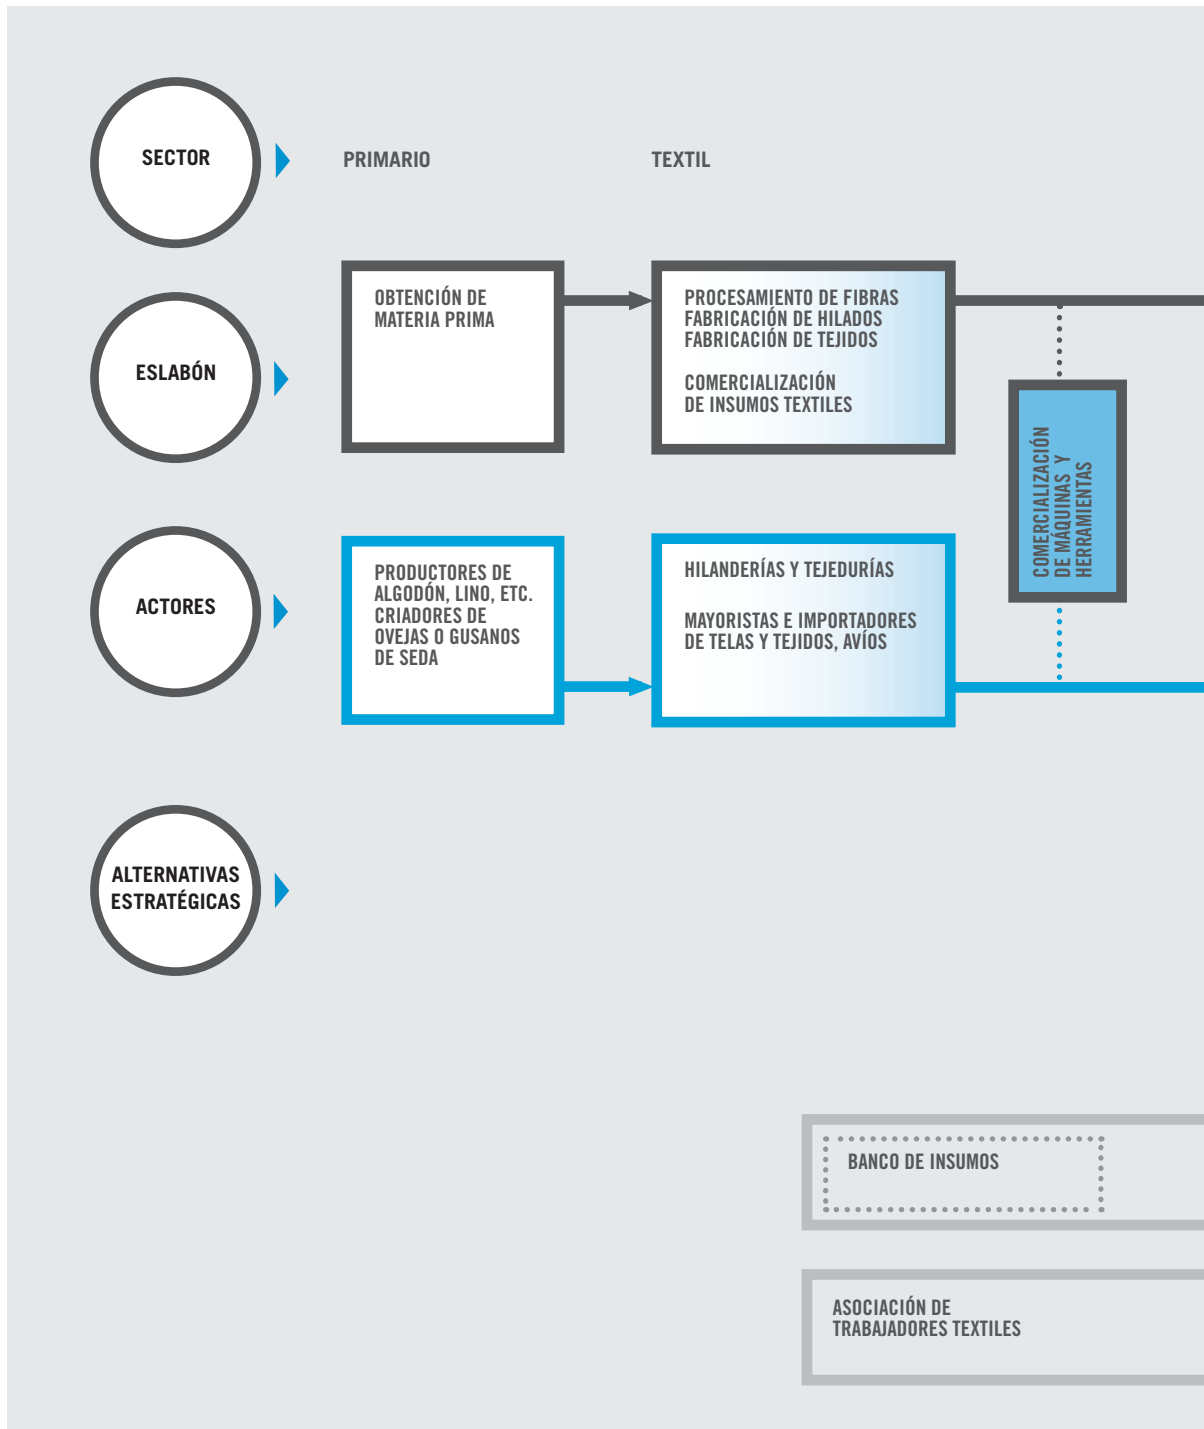 SECTOR
PRIMARIO
TEXTIL
ESLABÓN
OBTENCIÓN DE
MATERIA PRIMA
PROCESAMIENTO DE FIBRAS
FABRICACIÓN DE HILADOS
FABRICACIÓN DE TEJIDOS
COMERCIALIZACIÓN
DE INSUMOS TEXTILES
COMERCIALIZACIÓN
DE MÁQUINAS Y
HERRAMIENTAS
ACTORES
PRODUCTORES DE
ALGODÓN, LINO, ETC.
CRIADORES DE
OVEJAS O GUSANOS
DE SEDA
HILANDERÍAS Y TEJEDURÍAS
MAYORISTAS E IMPORTADORES
DE TELAS Y TEJIDOS, AVÍOS
ALTERNATIVAS
ESTRATÉGICAS
BANCO DE INSUMOS
ASOCIACIÓN DE
TRABAJADORES TEXTILES